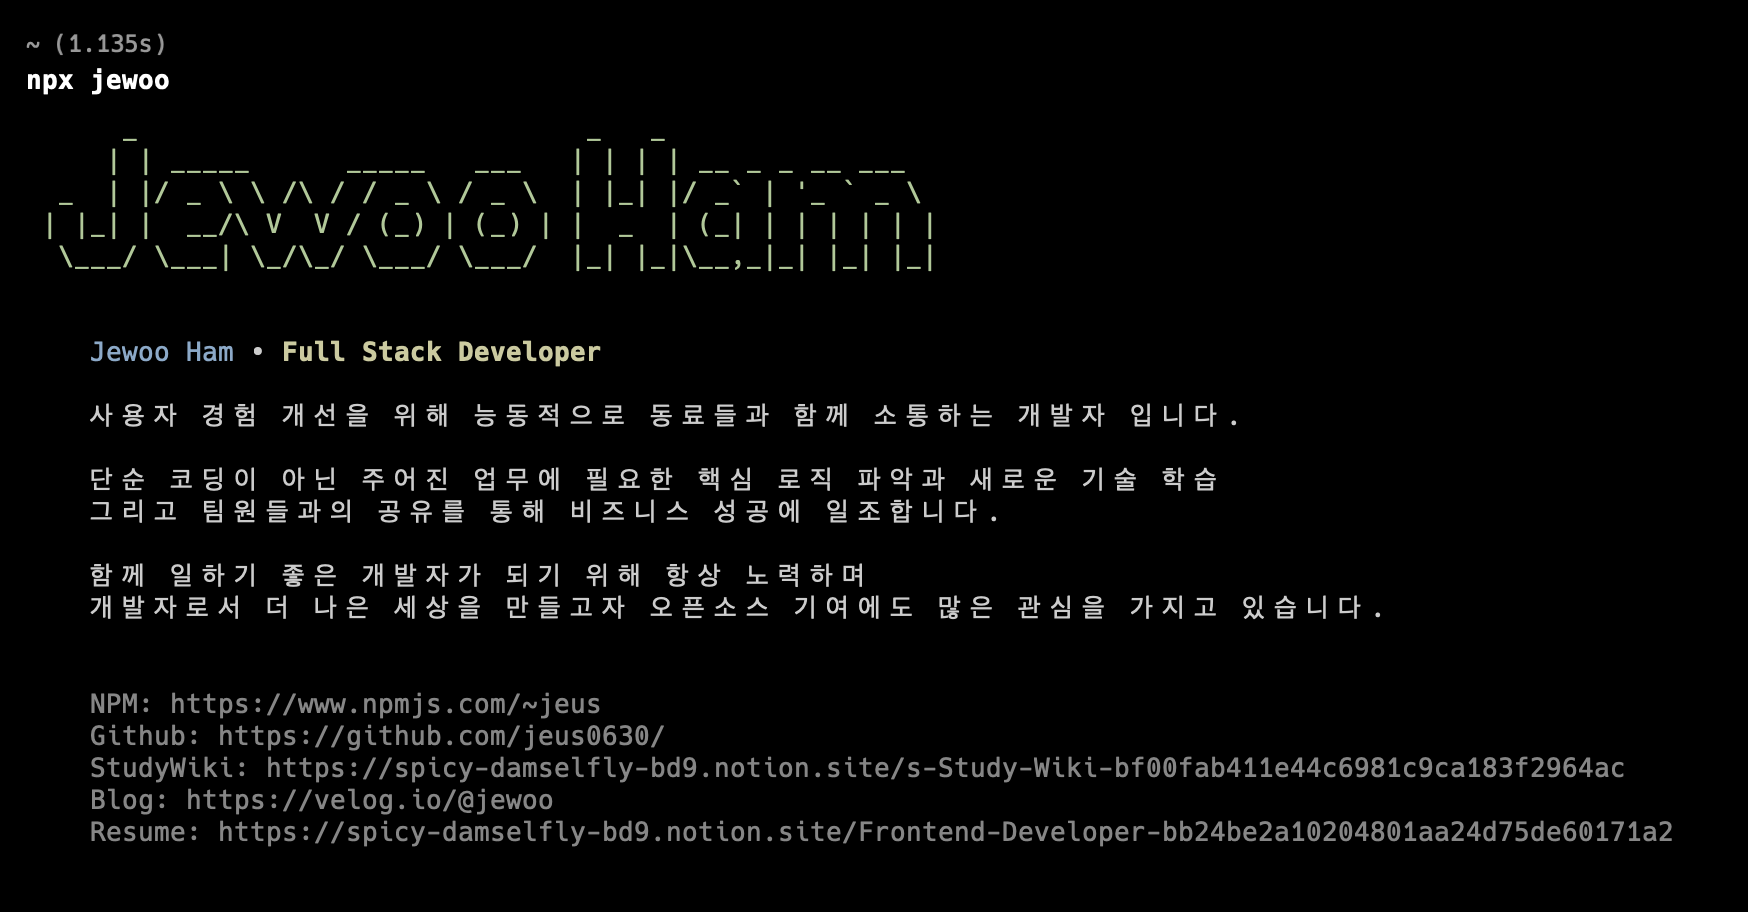 ~ (1.135s)
npx jewoo
Jewoo Ham
Jewoo Ham • Full Stack Developer
사용자 경험 개선을 위해 능동적으로 동료들과 함께 소통하는 개발자 입니다.
단순 코딩이 아닌 주어진 업무에 필요한 핵심 로직 파악과 새로운 기술 학습
그리고 팀원들과의 공유를 통해 비즈니스 성공에 일조합니다.
함께 일하기 좋은 개발자가 되기 위해 항상 노력하며
개발자로서 더 나은 세상을 만들고자 오픈소스 기여에도 많은 관심을 가지고 있습니다.
NPM: https://www.npmjs.com/~jeus
Github: https://github.com/jeus0630/
StudyWiki: https://spicy-damselfly-bd9.notion.site/s-Study-Wiki-bf00fab411e44c6981c9ca183f2964ac
Blog: https://velog.io/@jewoo
Resume: https://spicy-damselfly-bd9.notion.site/Frontend-Developer-bb24be2a10204801aa24d75de60171a2